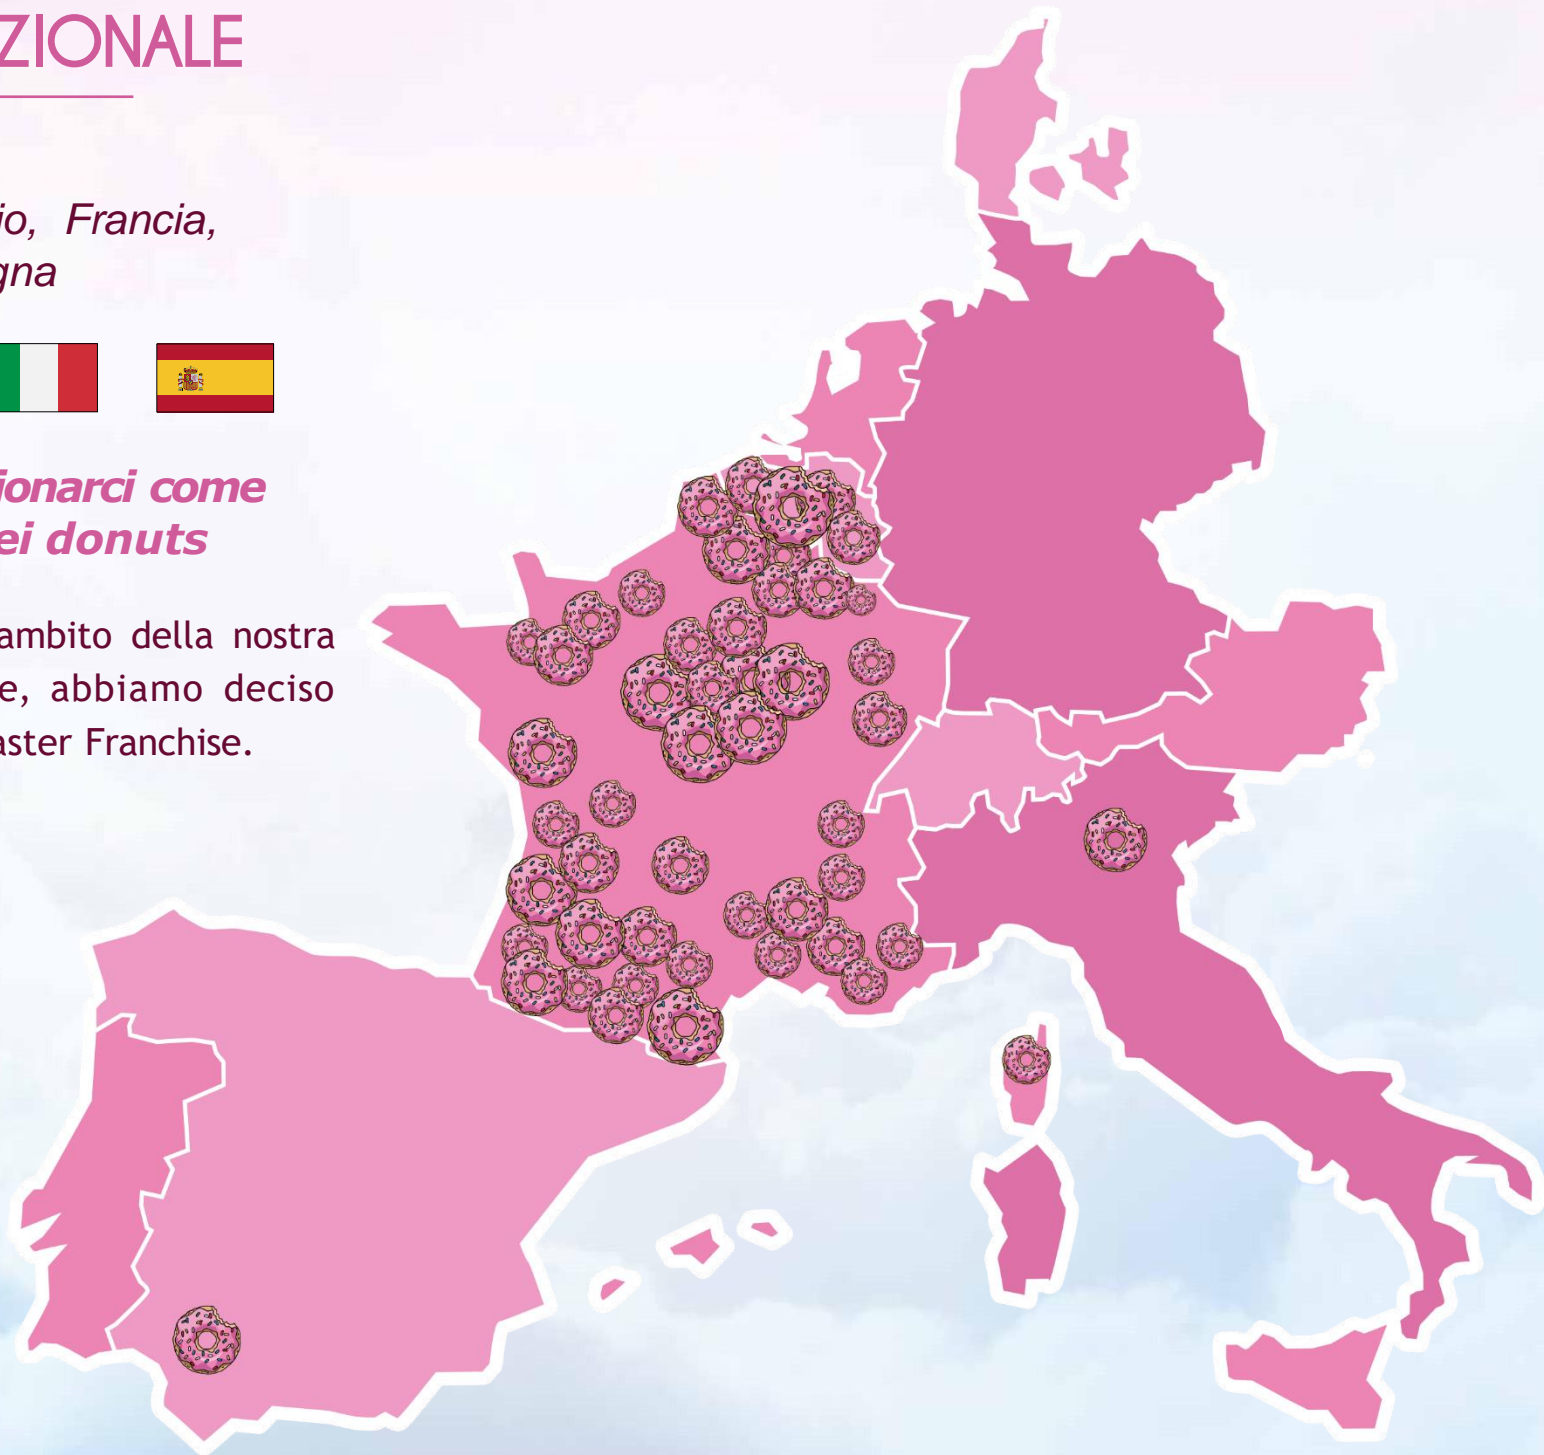 ZIONALE
io, Francia,
gna
ionarci come
ei donuts
ambito della nostra
e, abbiamo deciso
aster Franchise.